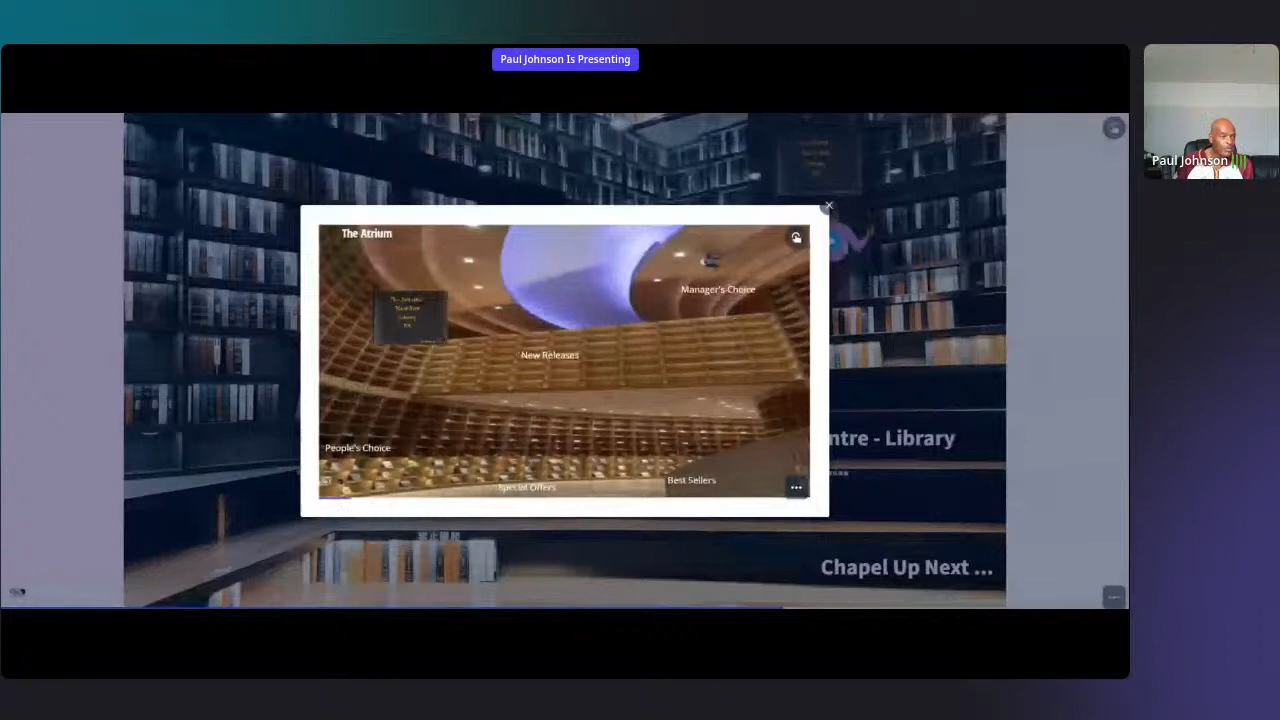 Paul Johnson Is Presenting
Paul Johnson
The Atrium
Manager's Choice
New Releases
ntre - Library
People's Choice
Best Sellers
Special Offers
Chapel Up Next ...